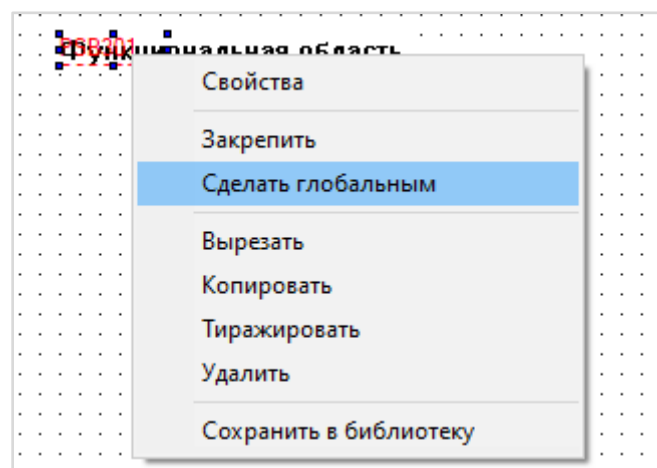 Функциональная область
Свойства
Закрепить
Сделать глобальным
Вырезать
Копировать
Тиражировать
Удалить
Сохранить в библиотеку